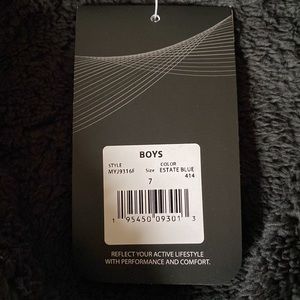 BOYS
STYLE COLOR
MYJ9316F Size ESTATE BLUE
7 414
1 95450 09301 3
REFLECT YOUR ACTIVE LIFESTYLE
WITH PERFORMANCE AND COMFORT.